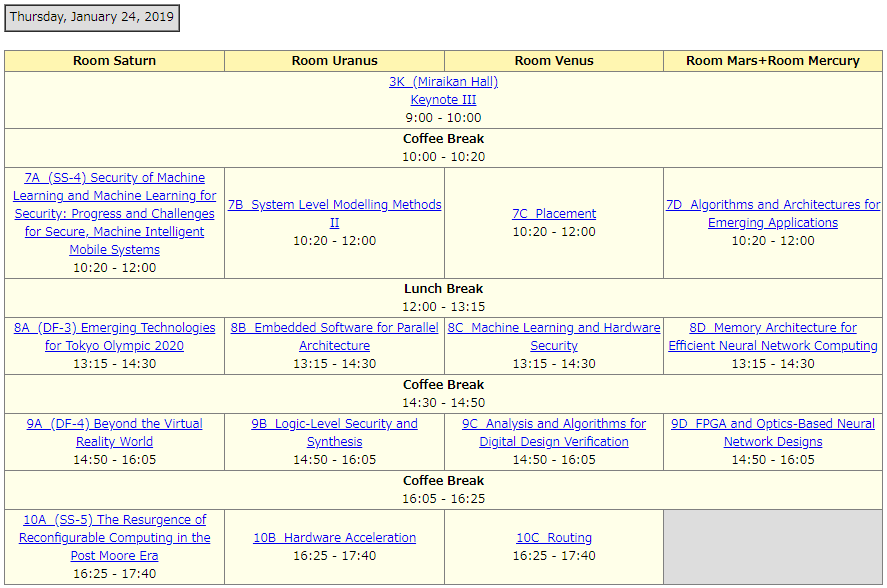 Thursday, January 24, 2019
Room Saturn
Room Uranus
Room Venus
Room Mars+Room Mercury
3K (Miraikan Hall)
Keynote III
9:00 - 10:00
Coffee Break
10:00 - 10:20
7A (SS-4) Security of Machine
Learning and Machine Learning for
Security: Progress and Challenges
for Secure, Machine Intelligent
Mobile Systems
10:20 - 12:00
7B System Level Modelling Methods
II
10:20 - 12:00
7C Placement
10:20 - 12:00
7D Algorithms and Architectures for
Emerging Applications
10:20 - 12:00
Lunch Break
12:00 - 13:15
8A (DF-3) Emerging Technologies
for Tokyo Olympic 2020
13:15 - 14:30
8B Embedded Software for Parallel
Architecture
13:15 - 14:30
8C Machine Learning and Hardware
Security
13:15 - 14:30
8D Memory Architecture for
Efficient Neural Network Computing
13:15 - 14:30
Coffee Break
14:30 - 14:50
9A (DF-4) Beyond the Virtual
Reality World
14:50 - 16:05
9B Logic-Level Security and
Synthesis
14:50 - 16:05
9C Analysis and Algorithms for
Digital Design Verification
14:50 - 16:05
9D FPGA and Optics-Based Neural
Network Designs
14:50 - 16:05
Coffee Break
16:05 - 16:25
10A (SS-5) The Resurgence of
Reconfigurable Computing in the
Post Moore Era
16:25 - 17:40
10B Hardware Acceleration
16:25 - 17:40
10C Routing
16:25 - 17:40